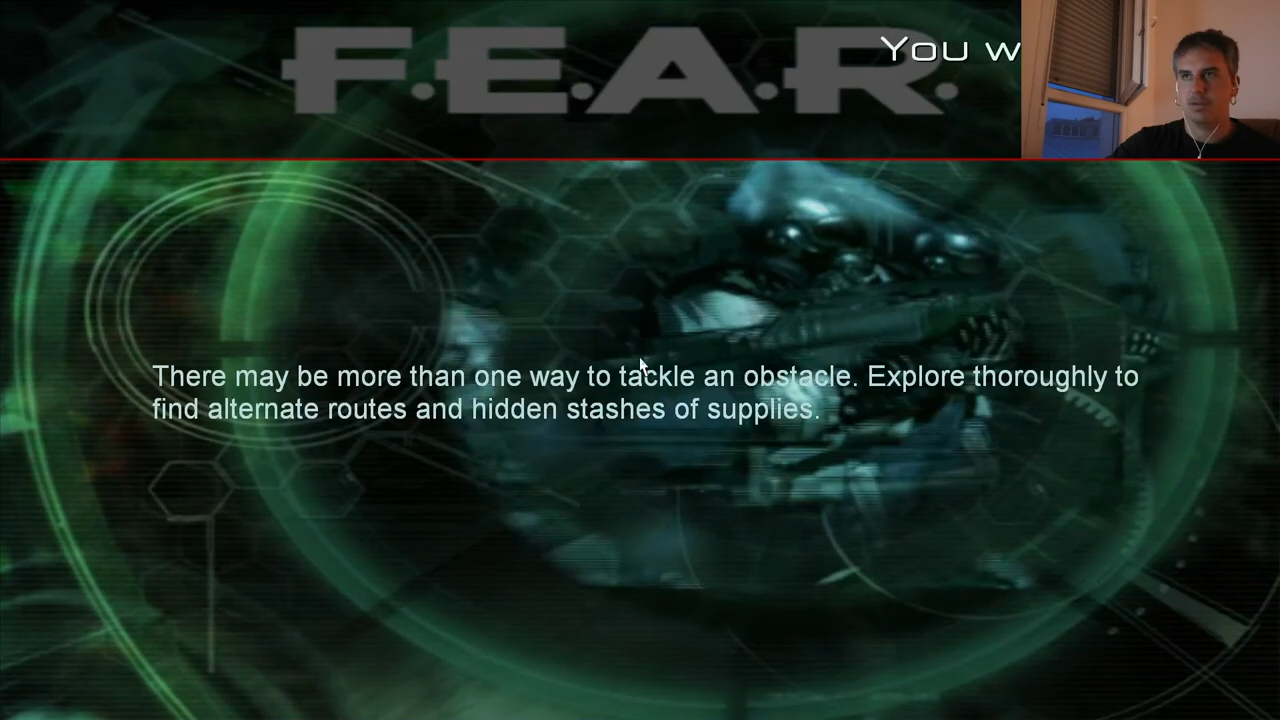 F.E.A.R.
You w
There may be more than one way to tackle an obstacle. Explore thoroughly to
find alternate routes and hidden stashes of supplies.